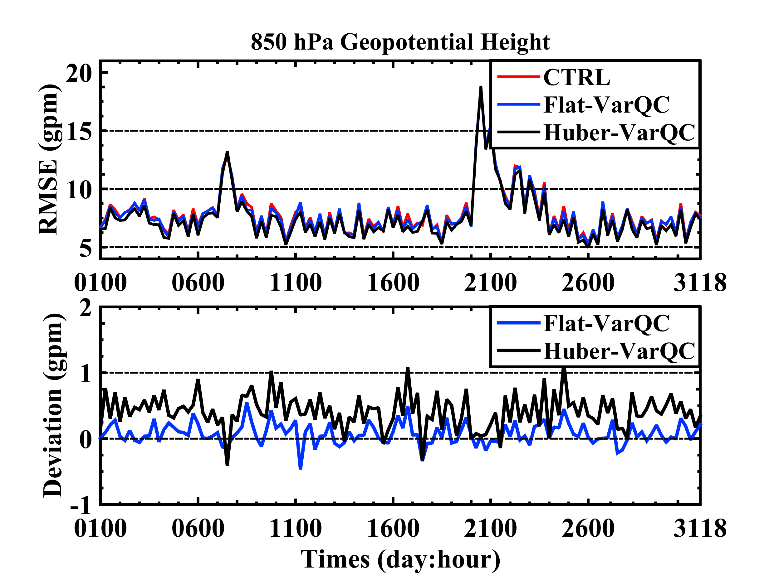 850 hPa Geopotential Height
RMSE (gpm)
20
15
10
5
CTRL
Flat-VarQC
Huber-VarQC
0100 0600 1100 1600 2100 2600 3118
Deviation (gpm)
2
1
0
-1
Flat-VarQC
Huber-VarQC
0100 0600 1100 1600 2100 2600 3118
Times (day:hour)